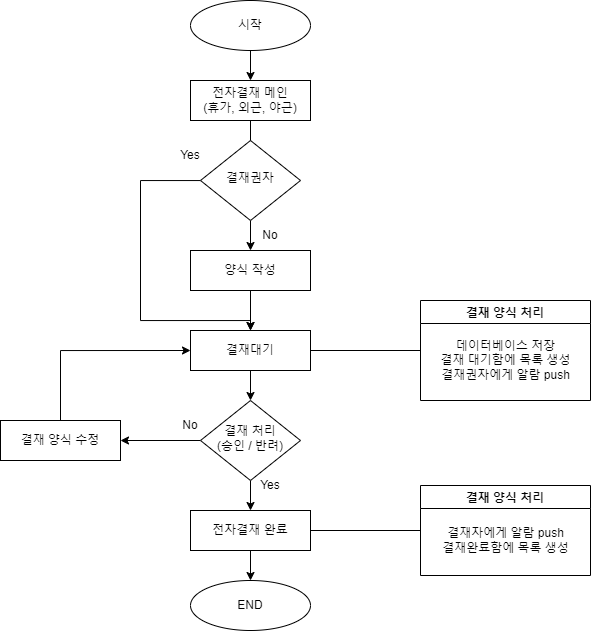 시작
전자결재 메인
(휴가, 외근, 야근)
Yes
결재권자
No
양식 작성
결재대기
결재 양식 처리
데이터베이스 저장
결재 대기함에 목록 생성
결재권자에게 알람 push
결재 양식 수정
No
결재 처리
(승인 / 반려)
Yes
전자결재 완료
결재 양식 처리
결재자에게 알람 push
결재완료함에 목록 생성
END